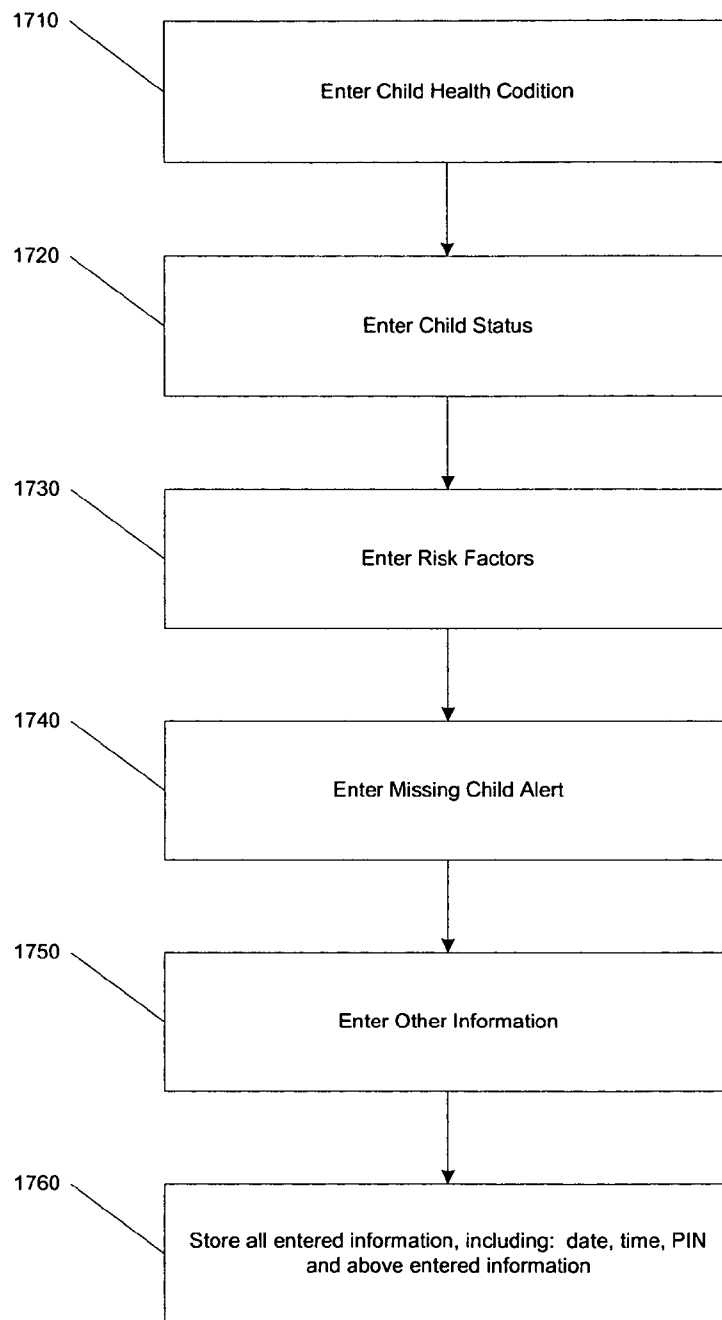 1710
Enter Child Health Codition
1720
Enter Child Status
1730
Enter Risk Factors
1740
Enter Missing Child Alert
1750
Enter Other Information
1760
Store all entered information, including: date, time, PIN
and above entered information